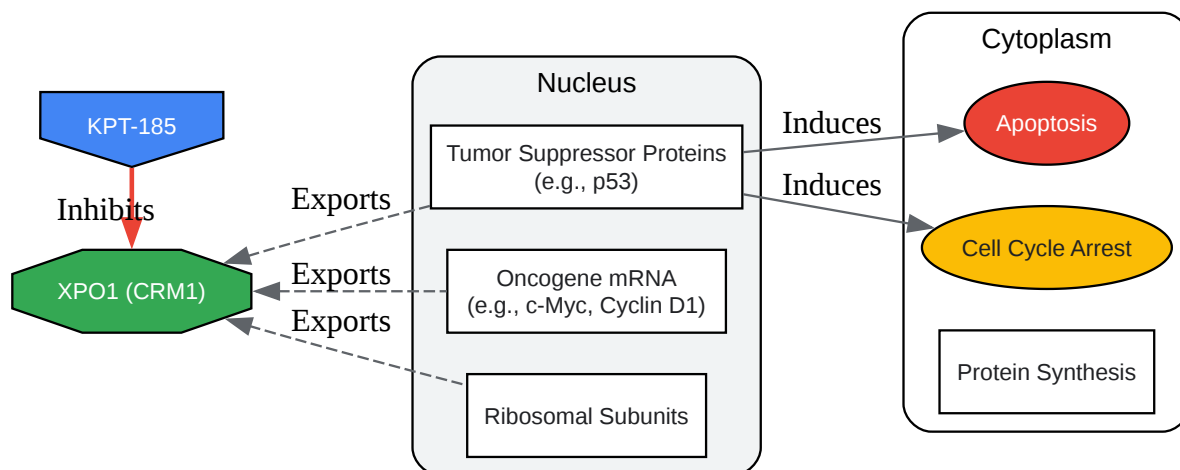 KPT-185
Inhibits
XPO1 (CRM1)
Exports
Exports
Exports
Nucleus
Tumor Suppressor Proteins
(e.g., p53)
Oncogene mRNA
(e.g., c-Myc, Cyclin D1)
Ribosomal Subunits
Induces
Induces
Cytoplasm
Apoptosis
Cell Cycle Arrest
Protein Synthesis